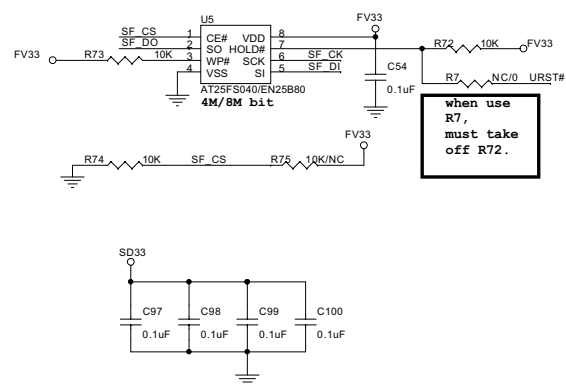 U5
FV33
SF_CS 1 CE# VDD 8
SF_DO 2 SO HOLD# 7 R72 10K FV33
FV33 R73 10K 3 WP# SCK 6 SF_CK
4 VSS SI 5 SF_DI
C54
0.1uF
R7 NC/0 URST#
AT25FS040/EN25B80
4M/8M bit
when use
R7,
must take
off R72.
FV33
R74 10K SF_CS R75 10K/NC
SD33
C97 C98 C99 C100
0.1uF 0.1uF 0.1uF 0.1uF